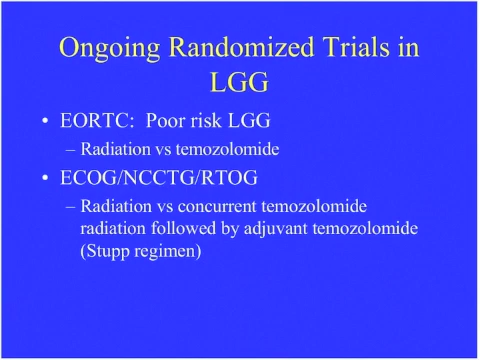 Ongoing Randomized Trials in
LGG
• EORTC: Poor risk LGG
– Radiation vs temozolomide
• ECOG/NCCTG/RTOG
– Radiation vs concurrent temozolomide
radiation followed by adjuvant temozolomide
(Stupp regimen)